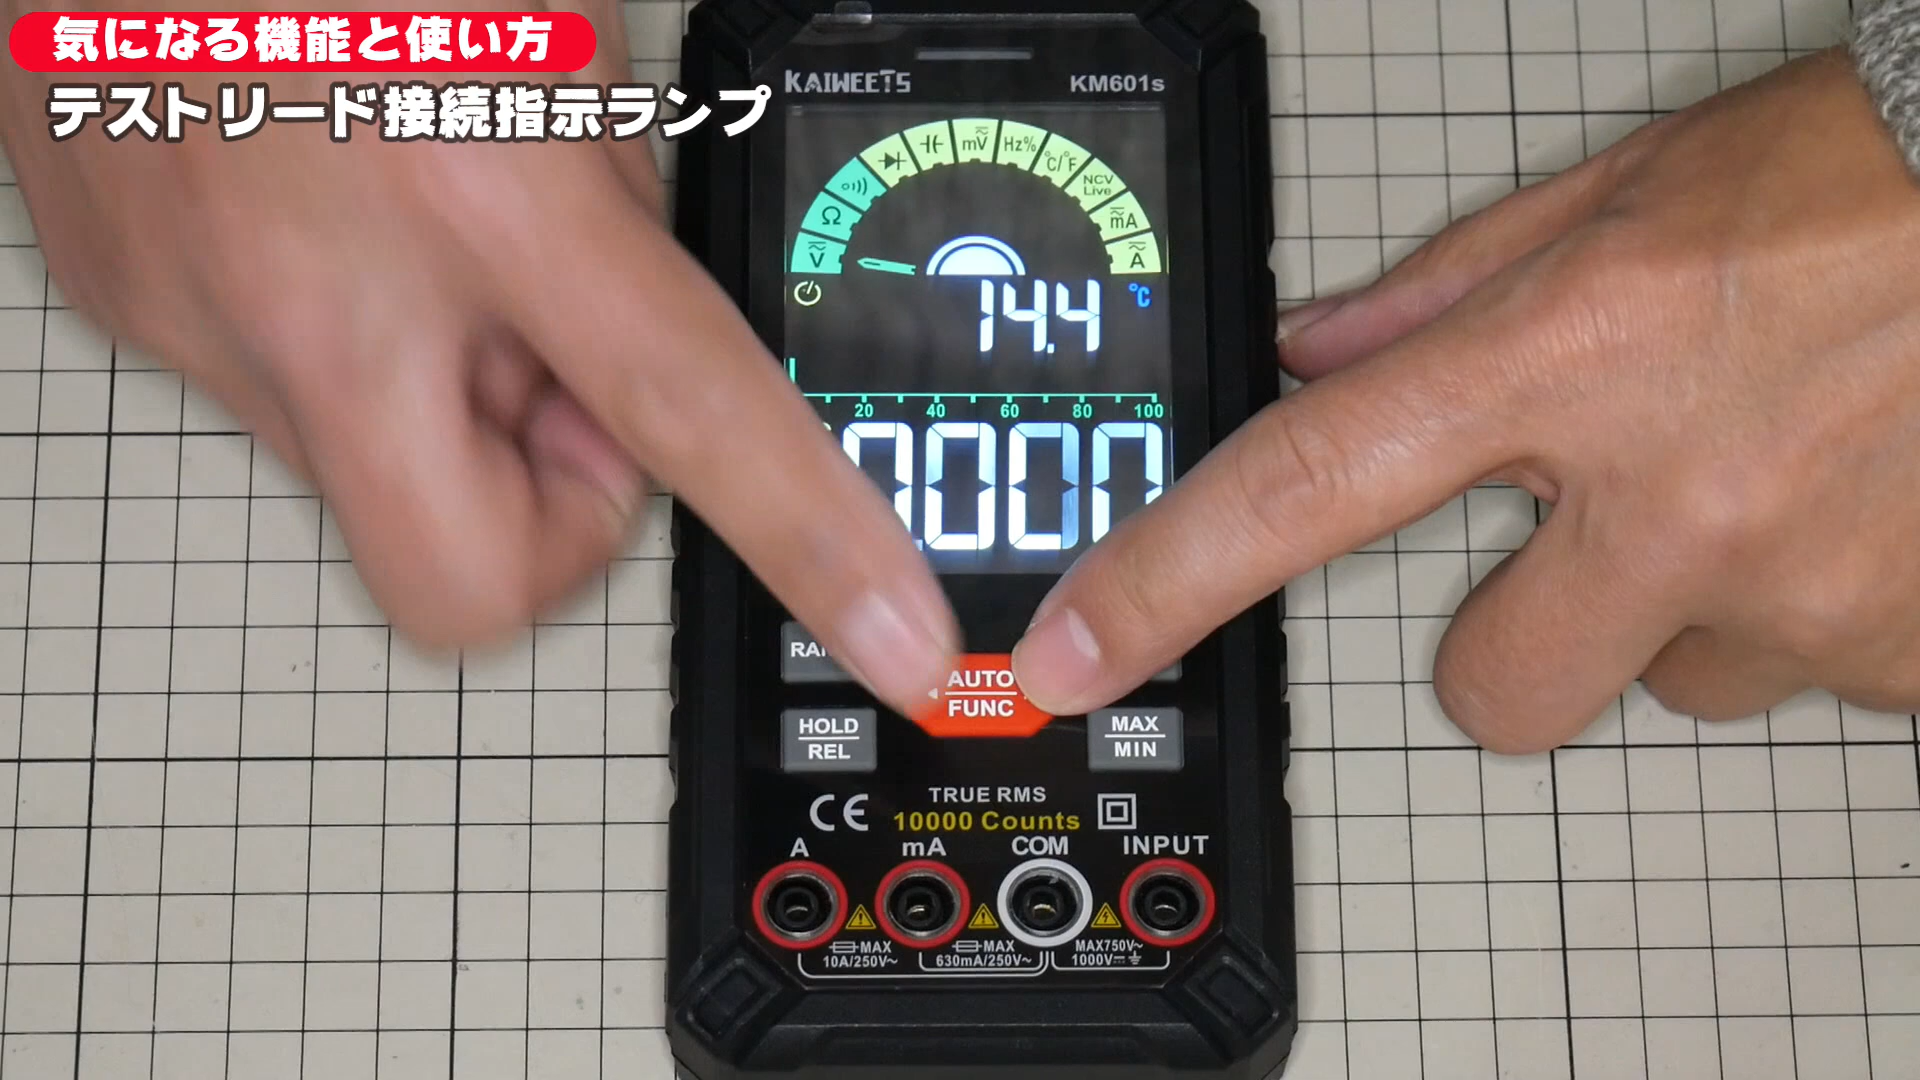 気になる機能と使い方
テストリード接続指示ランプ
KAIWEETS
KM601s
V
Ω
mV
Hz%
°C/°F
NCV
Live
mA
A
14.4 °C
20 40 60 80 100
0.000
AUTO
FUNC
HOLD
REL
MAX
MIN
CE
TRUE RMS
10000 Counts
A
mA
COM
INPUT
MAX
10A/250V~
MAX
630mA/250V~
MAX750V~
1000V